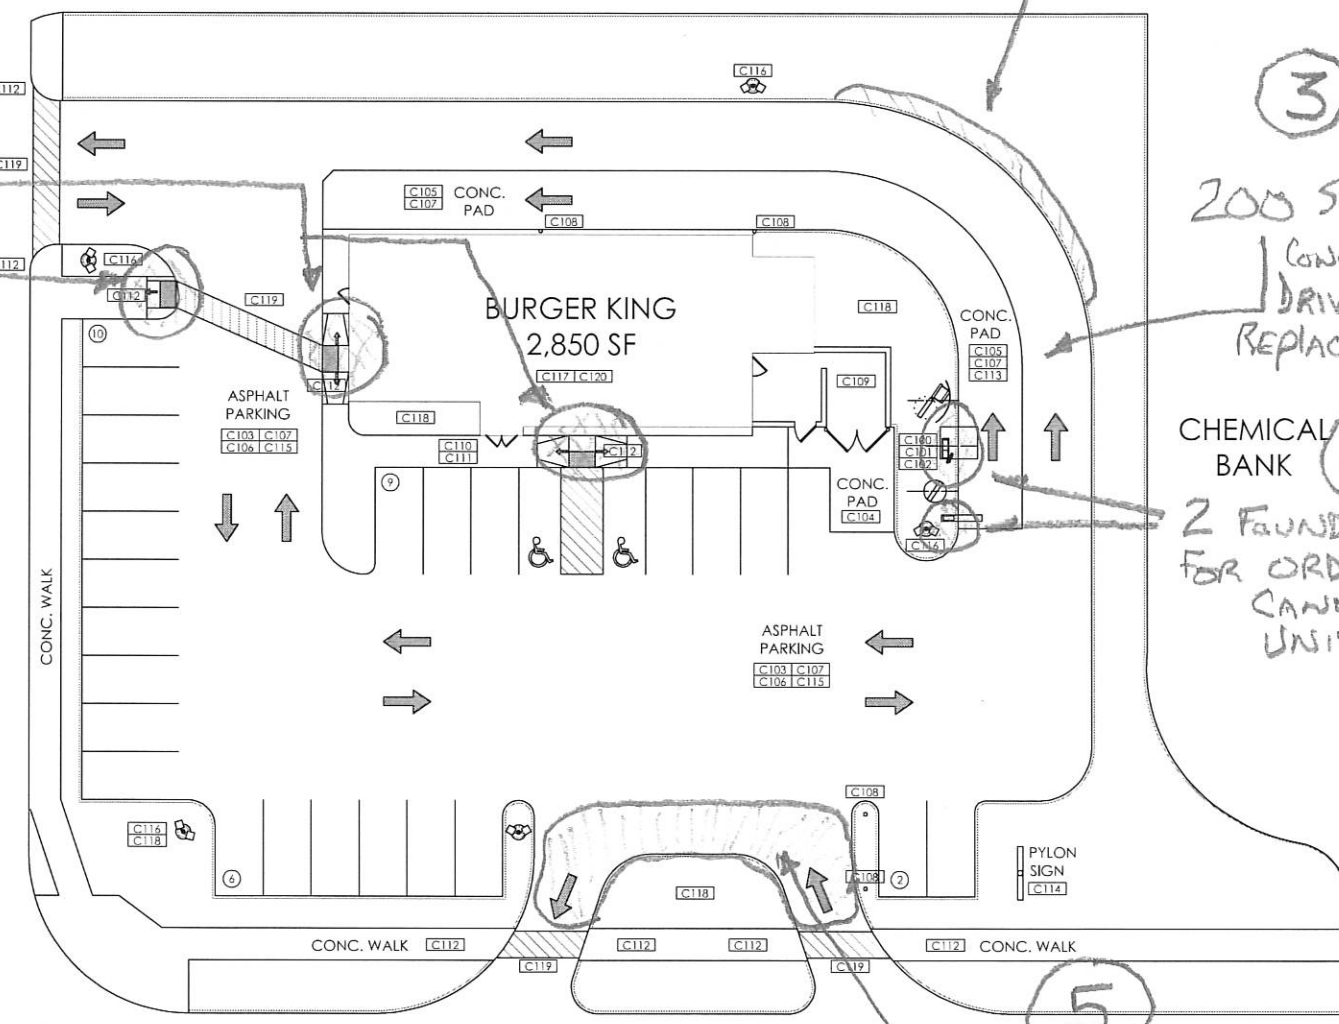 C116
C112
3
C119
200 S
C105
C107
CONC.
PAD
C108
C108
C112
C116
CON
DRIV
REPLAC
C112
C119
BURGER KING
2,850 SF
C118
CONC.
PAD
C105
C107
C113
10
C112
C117 C120
C109
ASPHALT
PARKING
C103 C107
C106 C115
C118
C110
C111
C112
C100
C101
C102
CHEMICAL
BANK
9
CONC.
PAD
C104
C116
2 FOUND
FOR ORD
CAN
UNI
CONC. WALK
ASPHALT
PARKING
C103 C107
C106 C115
C108
C116
C118
6
C108
2
C118
PYLON
SIGN
C114
CONC. WALK C112
C112
C112
C112 CONC. WALK
C119
C119
5